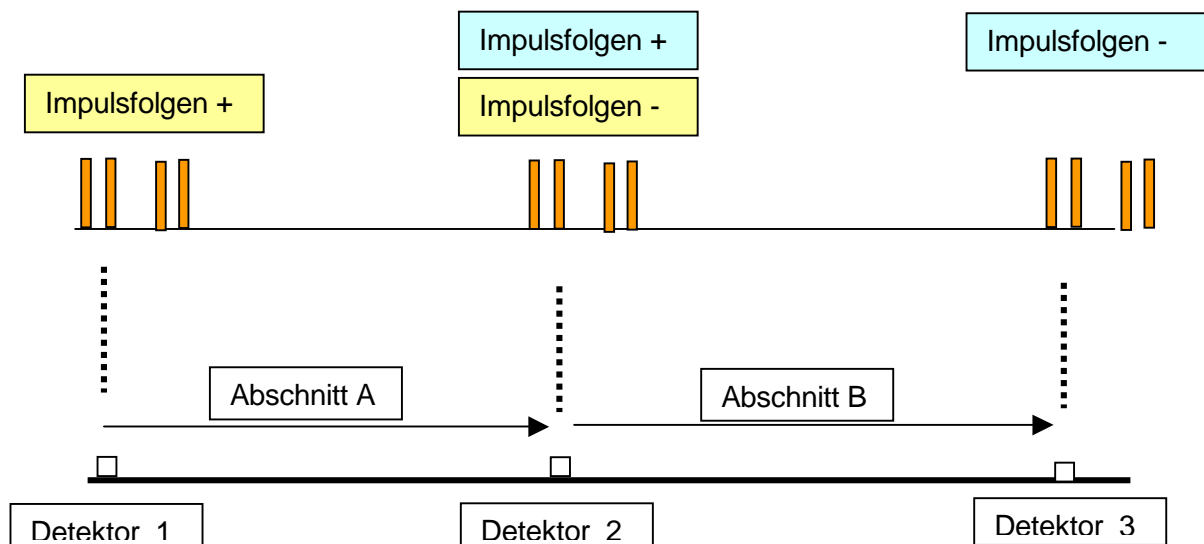 Impulsfolgen +
Impulsfolgen -
Impulsfolgen +
Impulsfolgen -
Abschnitt A
Abschnitt B
Detektor 1
Detektor 2
Detektor 3